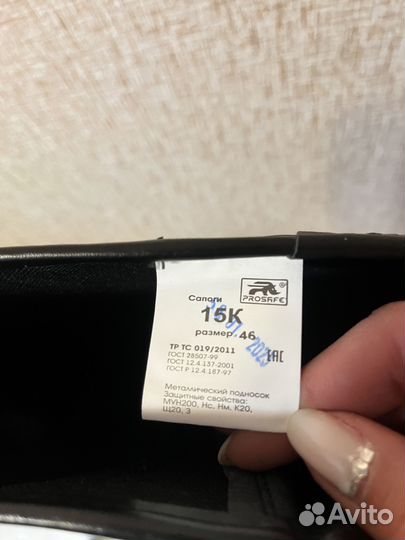 Сапоги
PROSAFE
15К
размер 46
ТР ТС 019/2011
ГОСТ 28507-99
ГОСТ 12.4.137-2001
ГОСТ Р 12.4.187-97
EAC
Металлический подносок
Защитные свойства:
МУН200, Нс, Нм, К20,
Щ20, З
Avito